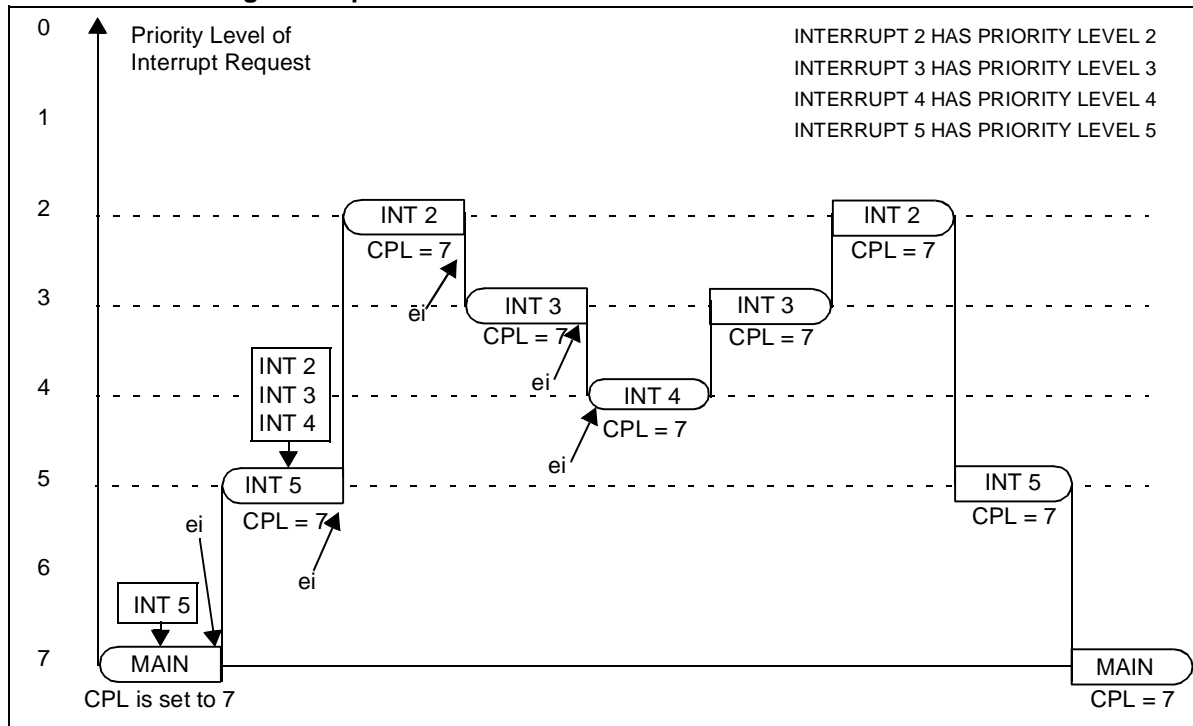 0
Priority Level of
Interrupt Request
INTERRUPT 2 HAS PRIORITY LEVEL 2
INTERRUPT 3 HAS PRIORITY LEVEL 3
INTERRUPT 4 HAS PRIORITY LEVEL 4
INTERRUPT 5 HAS PRIORITY LEVEL 5
1
2
INT 2
CPL = 7
INT 2
CPL = 7
ei
3
INT 3
CPL = 7
INT 3
CPL = 7
ei
INT 2
INT 3
INT 4
4
INT 4
CPL = 7
ei
5
INT 5
CPL = 7
INT 5
CPL = 7
ei
ei
6
INT 5
7
MAIN
CPL is set to 7
MAIN
CPL = 7